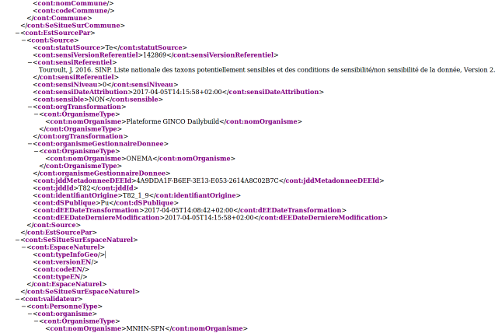 <cont:nomCommune/>
<cont:codeCommune/>
</cont:Commune>
</cont:SeSitueSurCommune>
−<cont:EstSourcePar>
−<cont:Source>
<cont:statutSource>Te</cont:statutSource>
<cont:sensiVersionReferentiel>142869</cont:sensiVersionReferentiel>
−<cont:sensiReferentiel>
Touroult, J. 2016. SINP. Liste nationale des taxons potentiellement sensibles et des conditions de sensibilité/non sensibilité de la donnée, Version 2.
</cont:sensiReferentiel>
<cont:sensiNiveau>0</cont:sensiNiveau>
<cont:sensiDateAttribution>2017-04-05T14:15:58+02:00</cont:sensiDateAttribution>
<cont:sensible>NON</cont:sensible>
−<cont:orgTransformation>
−<cont:OrganismeType>
<cont:nomOrganisme>Plateforme GINCO Dailybuild</cont:nomOrganisme>
</cont:OrganismeType>
</cont:orgTransformation>
−<cont:organismeGestionnaireDonnee>
−<cont:OrganismeType>
<cont:nomOrganisme>ONEMA</cont:nomOrganisme>
</cont:OrganismeType>
</cont:organismeGestionnaireDonnee>
<cont:jddMetadonneeDEEId>4A9DDA1F-B6EF-3E13-E053-2614A8C02B7C</cont:jddMetadonneeDEEId>
<cont:jddId>T82</cont:jddId>
<cont:identifiantOrigine>T82_1_9</cont:identifiantOrigine>
<cont:dSPublique>Pu</cont:dSPublique>
<cont:dEEDateTransformation>2017-04-05T14:08:42+02:00</cont:dEEDateTransformation>
<cont:dEEDateDerniereModification>2017-04-05T14:15:58+02:00</cont:dEEDateDerniereModification>
</cont:Source>
</cont:EstSourcePar>
−<cont:SeSitueSurEspaceNaturel>
−<cont:EspaceNaturel>
<cont:typeInfoGeo/>
<cont:versionEN/>
<cont:codeEN/>
<cont:typeEN/>
</cont:EspaceNaturel>
</cont:SeSitueSurEspaceNaturel>
−<cont:validateur>
−<cont:PersonneType>
−<cont:organisme>
−<cont:OrganismeType>
<cont:nomOrganisme>MNHN-SPN</cont:nomOrganisme>